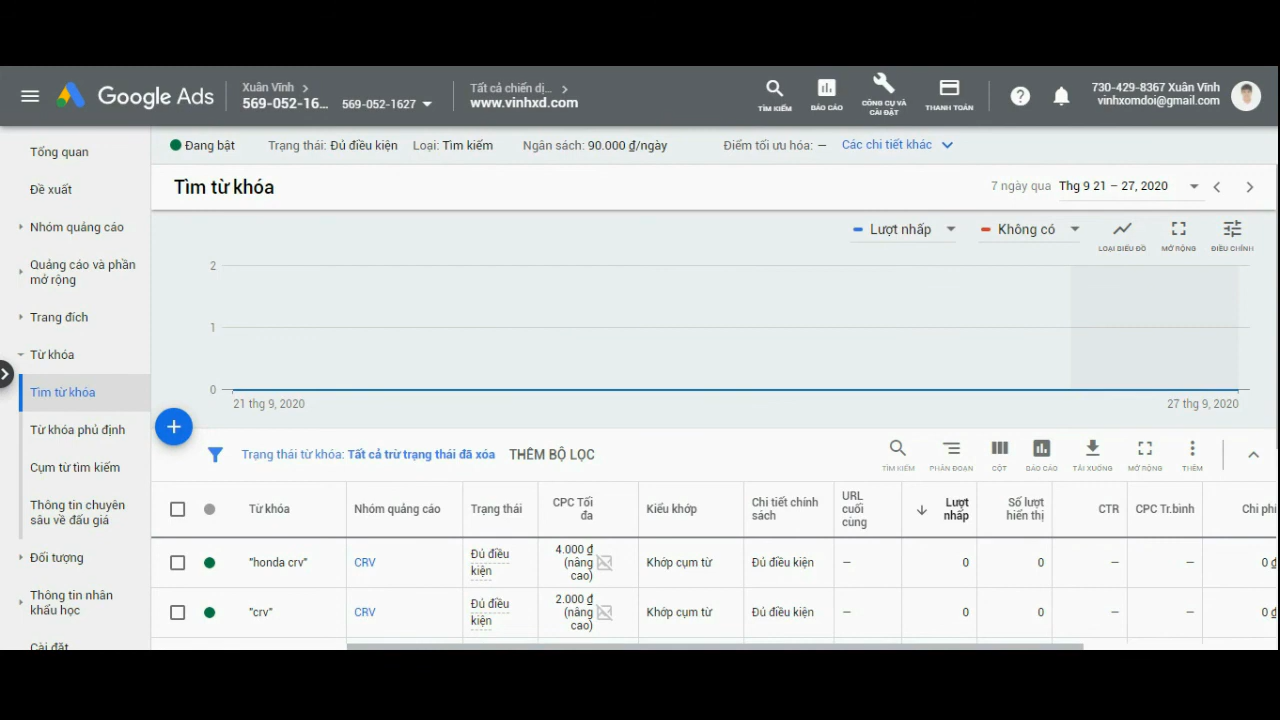 Google Ads
Xuân Vĩnh
569-052-16... 569-052-1627
Tất cả chiến dị...
www.vinhxd.com
TÌM KIẾM
BÁO CÁO
CÔNG CỤ VÀ
CÀI ĐẶT
THANH TOÁN
730-429-8367 Xuân Vĩnh
vinhxomdoi@gmail.com
Đang bật Trạng thái: Đủ điều kiện Loại: Tìm kiếm Ngân sách: 90.000 ₫/ngày Điểm tối ưu hóa: – Các chi tiết khác
Tổng quan
Đề xuất
Nhóm quảng cáo
Quảng cáo và phần
mở rộng
Trang đích
Từ khóa
Tìm từ khóa
Từ khóa phủ định
Cụm từ tìm kiếm
Thông tin chuyên
sâu về đấu giá
Đối tượng
Thông tin nhân
khẩu học
Cài đặt
Tìm từ khóa
7 ngày qua Thg 9 21 – 27, 2020
Lượt nhấp Không có
LOẠI BIỂU ĐỒ MỞ RỘNG ĐIỀU CHỈNH
2
1
0
21 thg 9, 2020 27 thg 9, 2020
Trạng thái từ khóa: Tất cả trừ trạng thái đã xóa THÊM BỘ LỌC
TÌM KIẾM PHÂN ĐOẠN CỘT BÁO CÁO TẢI XUỐNG MỞ RỘNG THÊM
Từ khóa
Nhóm quảng cáo
Trạng thái
CPC Tối
đa
Kiểu khớp
Chi tiết chính
sách
URL
cuối
cùng
Lượt
nhấp
Số lượt
hiển thị
CTR
CPC Tr.bình
Chi phí
"honda crv"
CRV
Đủ điều
kiện
4.000 ₫
(nâng
cao)
Khớp cụm từ
Đủ điều kiện
–
0
0
–
–
0 ₫
"crv"
CRV
Đủ điều
kiện
2.000 ₫
(nâng
cao)
Khớp cụm từ
Đủ điều kiện
–
0
0
–
–
0 ₫